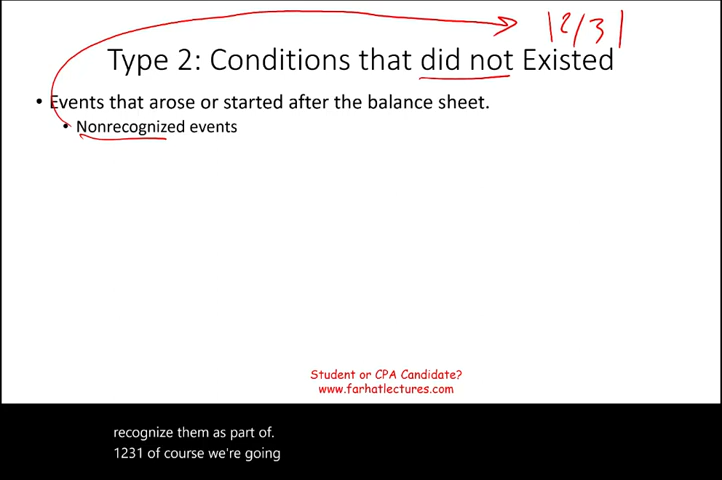 12/31
Type 2: Conditions that did not Existed
• Events that arose or started after the balance sheet.
• Nonrecognized events
Student or CPA Candidate?
www.farhatlectures.com
recognize them as part of.
1231 of course we're going